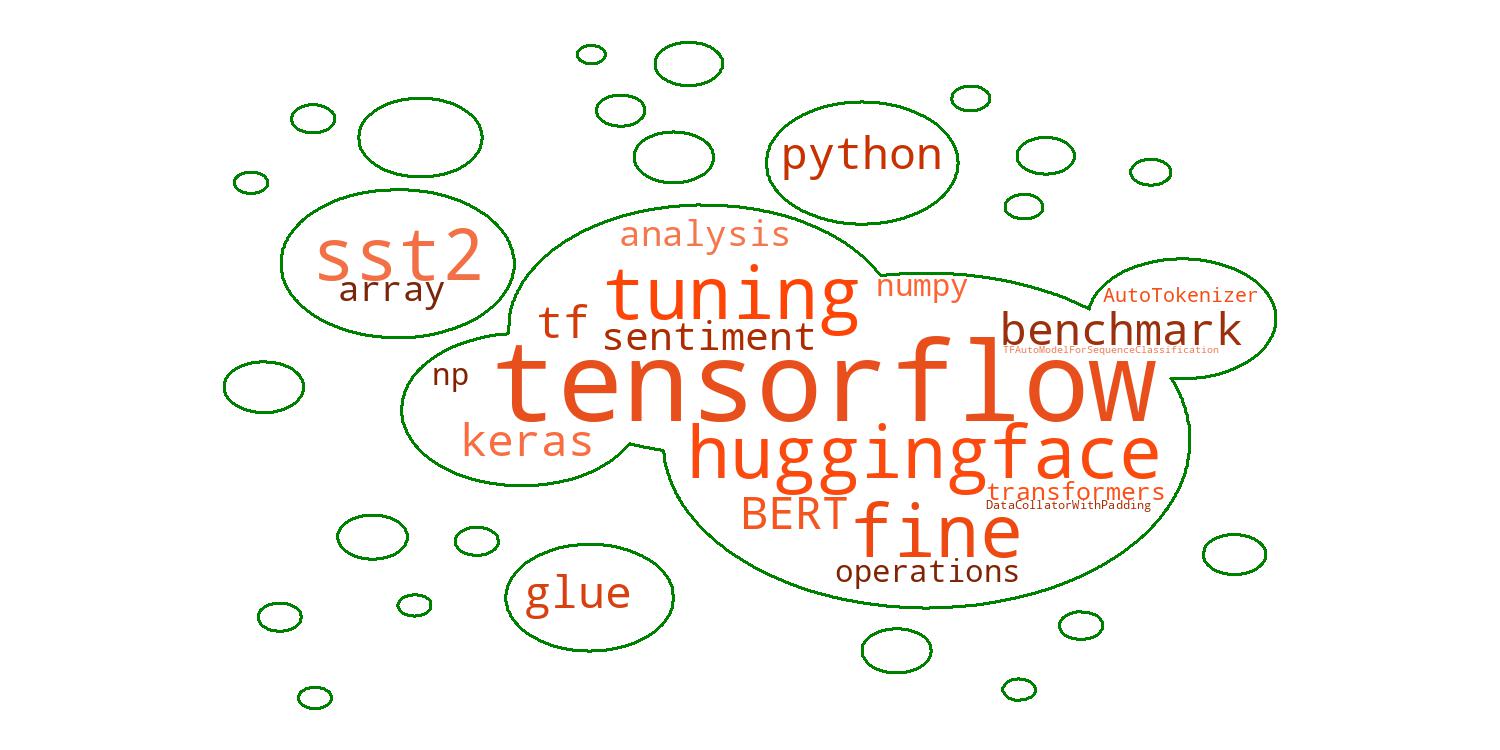 python
analysis
sst2
array
tuning
numpy
AutoTokenizer
tf
sentiment
benchmark
TFAutoModelForSequenceClassification
np
tensorflow
keras
huggingface
transformers
DataCollatorWithPadding
BERT
fine
operations
glue